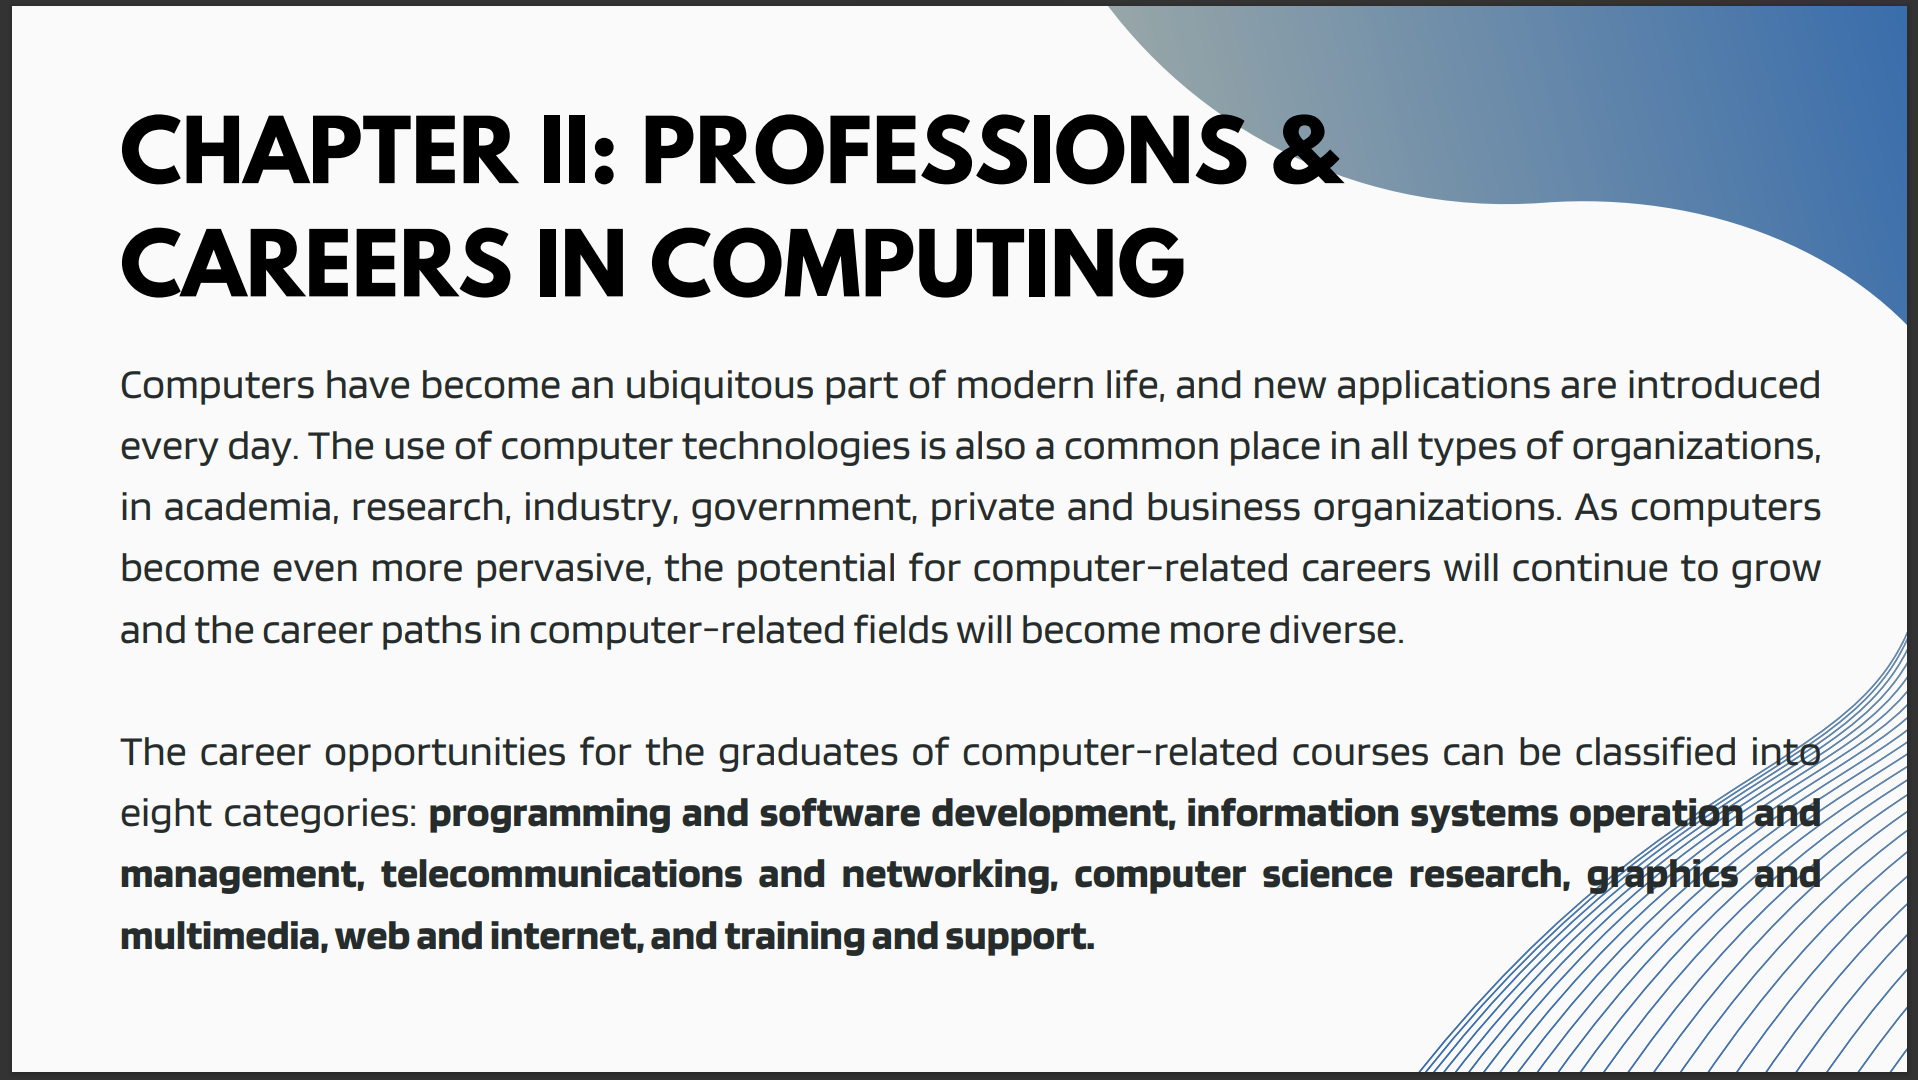 CHAPTER II: PROFESSIONS &
CAREERS IN COMPUTING
Computers have become an ubiquitous part of modern life, and new applications are introduced
every day. The use of computer technologies is also a common place in all types of organizations,
in academia, research, industry, government, private and business organizations. As computers
become even more pervasive, the potential for computer-related careers will continue to grow
and the career paths in computer-related fields will become more diverse.
The career opportunities for the graduates of computer-related courses can be classified into
eight categories: programming and software development, information systems operation and
management, telecommunications and networking, computer science research, graphics and
multimedia, web and internet, and training and support.